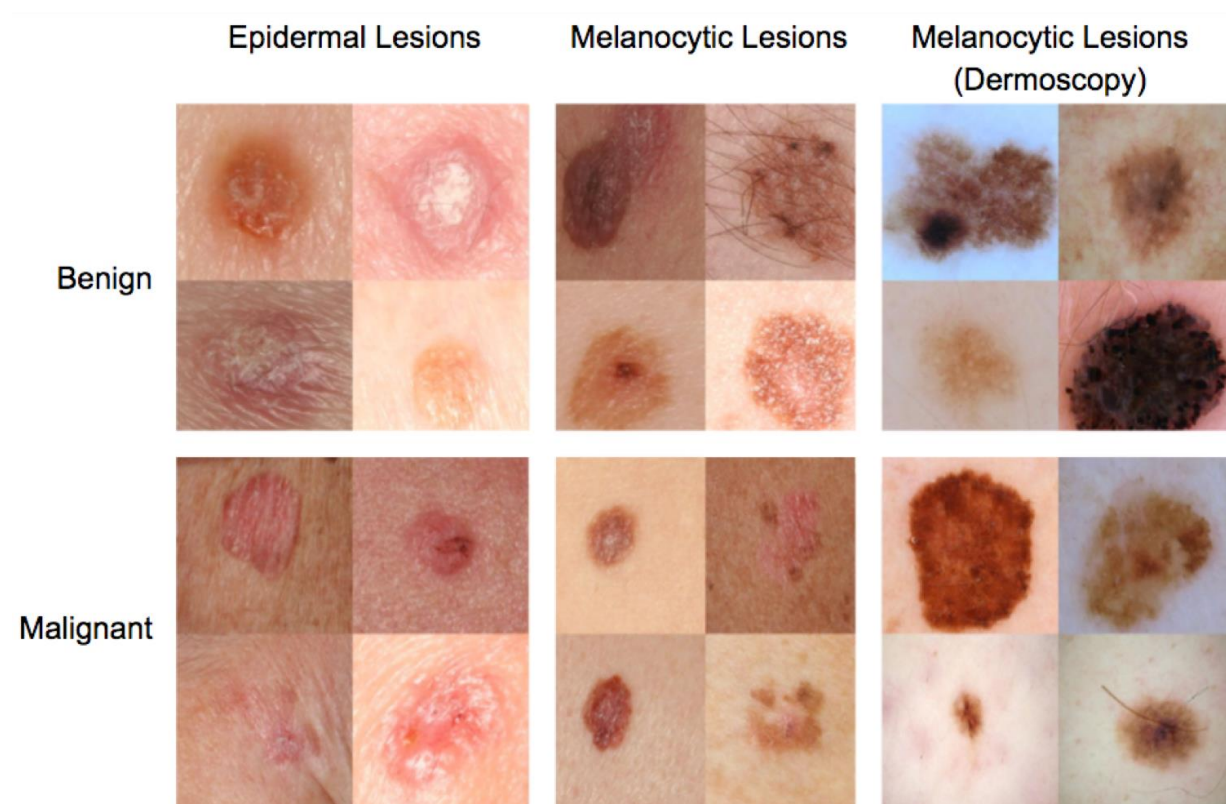 Epidermal Lesions
Melanocytic Lesions
Melanocytic Lesions
(Dermoscopy)
Benign
Malignant